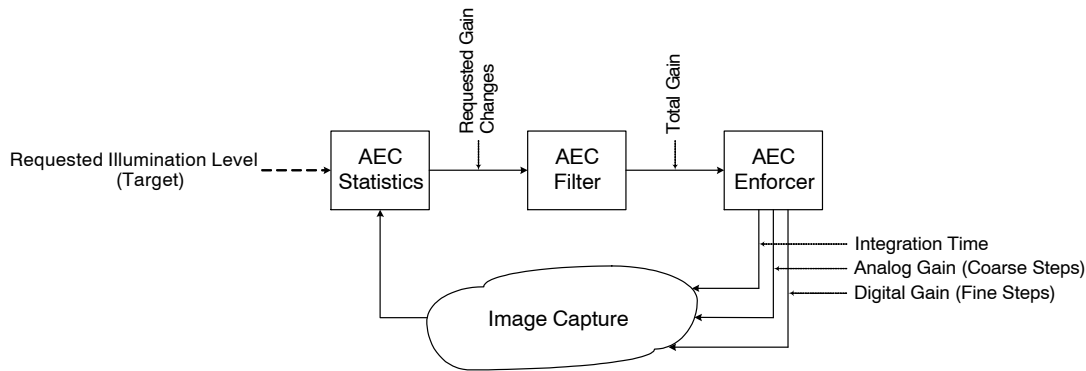 Requested Gain
Changes
Total Gain
Requested Illumination Level
(Target)
AEC
Statistics
AEC
Filter
AEC
Enforcer
Integration Time
Analog Gain (Coarse Steps)
Digital Gain (Fine Steps)
Image Capture